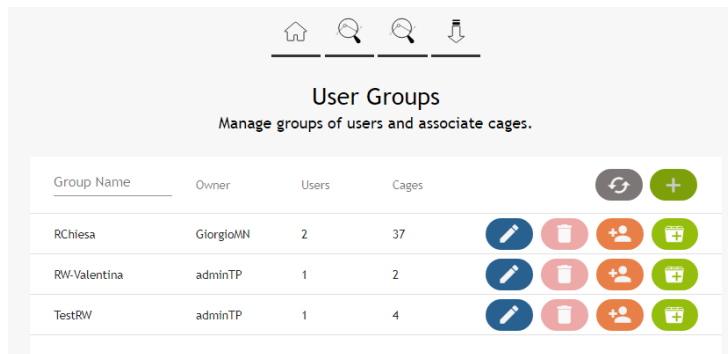 User Groups
Manage groups of users and associate cages.
Group Name Owner Users Cages
RChiesa GiorgioMN 2 37
RW-Valentina adminTP 1 2
TestRW adminTP 1 4